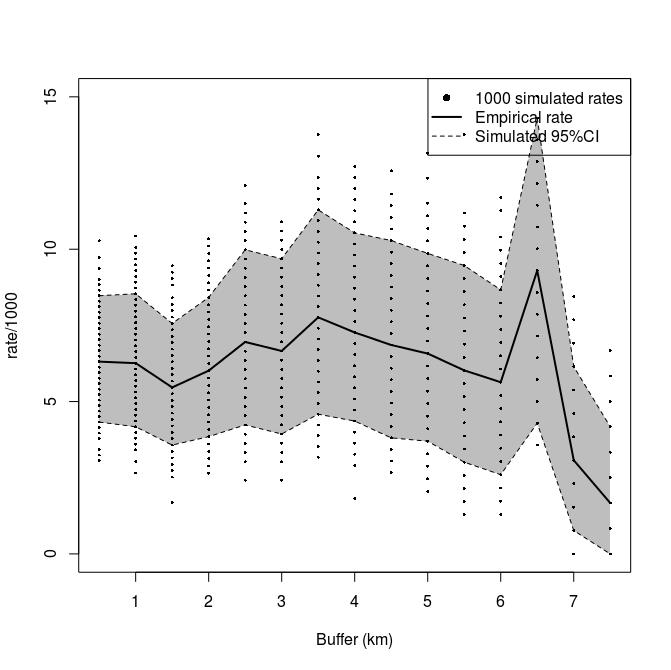 1000 simulated rates
Empirical rate
Simulated 95%CI
15
10
5
0
rate/1000
1 2 3 4 5 6 7
Buffer (km)